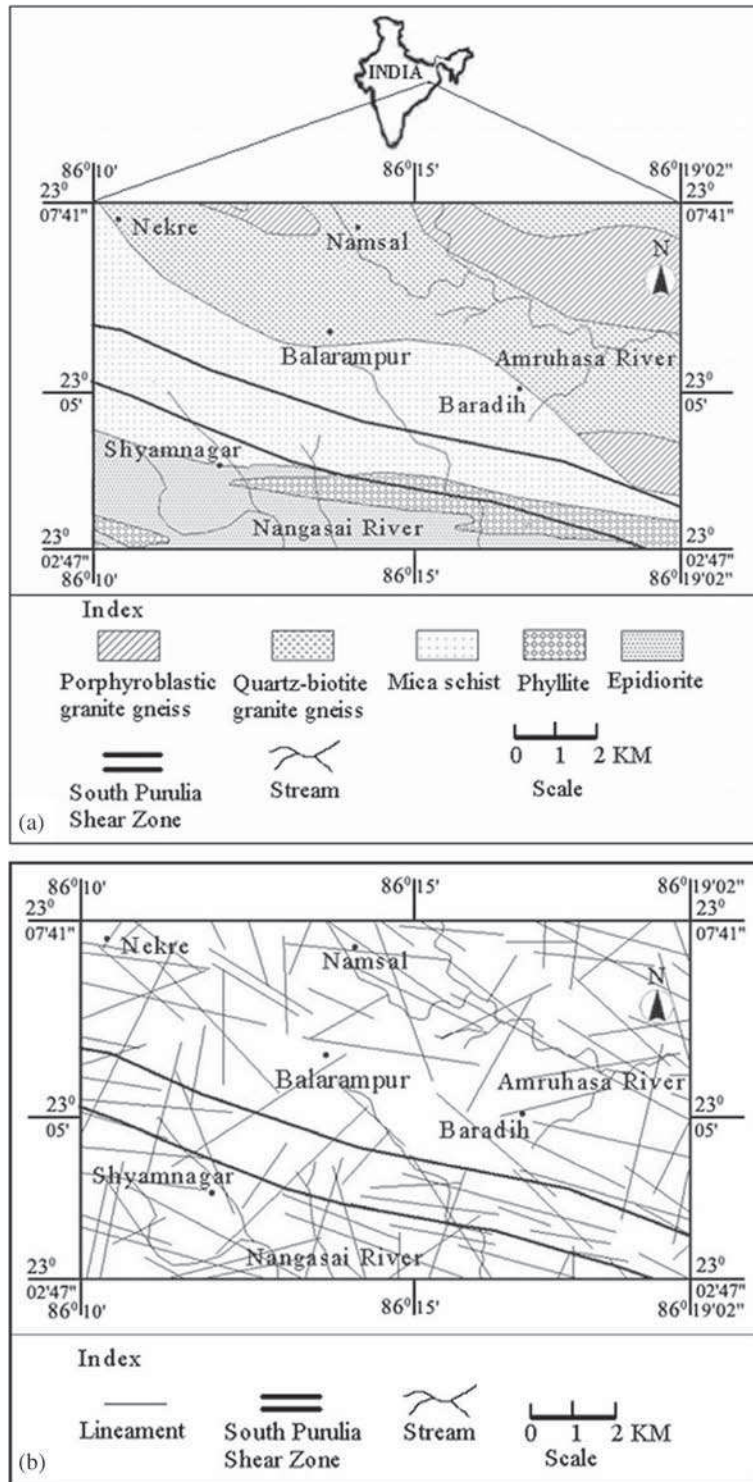 INDIA
86° 10' 86° 15' 86° 19' 02"
23° 23°
07' 41" 07' 41"
Nekre Namsal N
Balarampur Amruhasa River
23° 23°
05' 05'
Baradih
Shyamnagar
Nangasai River
23° 23°
02' 47" 02' 47"
86° 10' 86° 15' 86° 19' 02"
Index
Porphyroblastic Quartz-biotite Mica schist Phyllite Epidiorite
granite gneiss granite gneiss
0 1 2 KM
South Purulia Stream Scale
Shear Zone
(a)
86° 10' 86° 15' 86° 19' 02"
23° 23°
07' 41" 07' 41"
Nekre Namsal N
Balarampur Amruhasa River
23° 23°
05' 05'
Baradih
Shyamnagar
Nangasai River
23° 23°
02' 47" 02' 47"
86° 10' 86° 15' 86° 19' 02"
Index
0 1 2 KM
Lineament South Purulia Stream Scale
Shear Zone
(b)